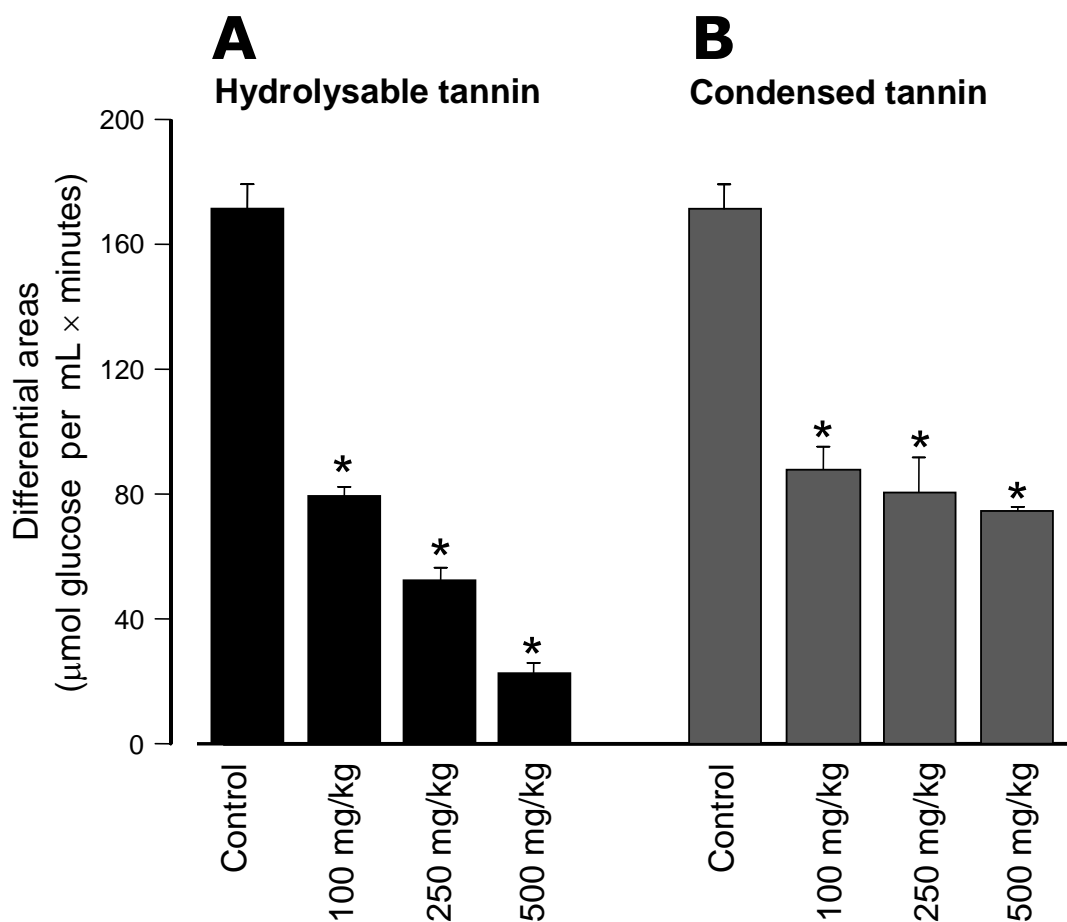 A
Hydrolysable tannin
B
Condensed tannin
Differential areas
(μmol glucose per mL × minutes)
200
160
120
80
40
0
*
*
*
*
*
*
Control
100 mg/kg
250 mg/kg
500 mg/kg
Control
100 mg/kg
250 mg/kg
500 mg/kg